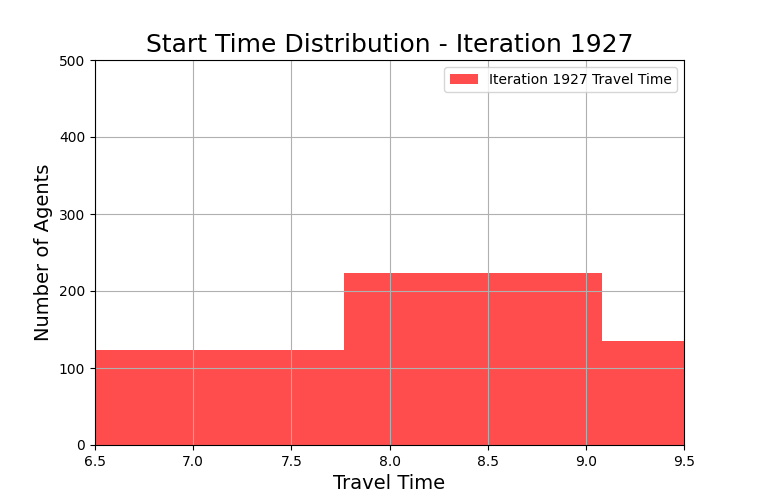 Start Time Distribution - Iteration 1927
Iteration 1927 Travel Time
500
400
300
200
100
0
Number of Agents
6.5 7.0 7.5 8.0 8.5 9.0 9.5
Travel Time